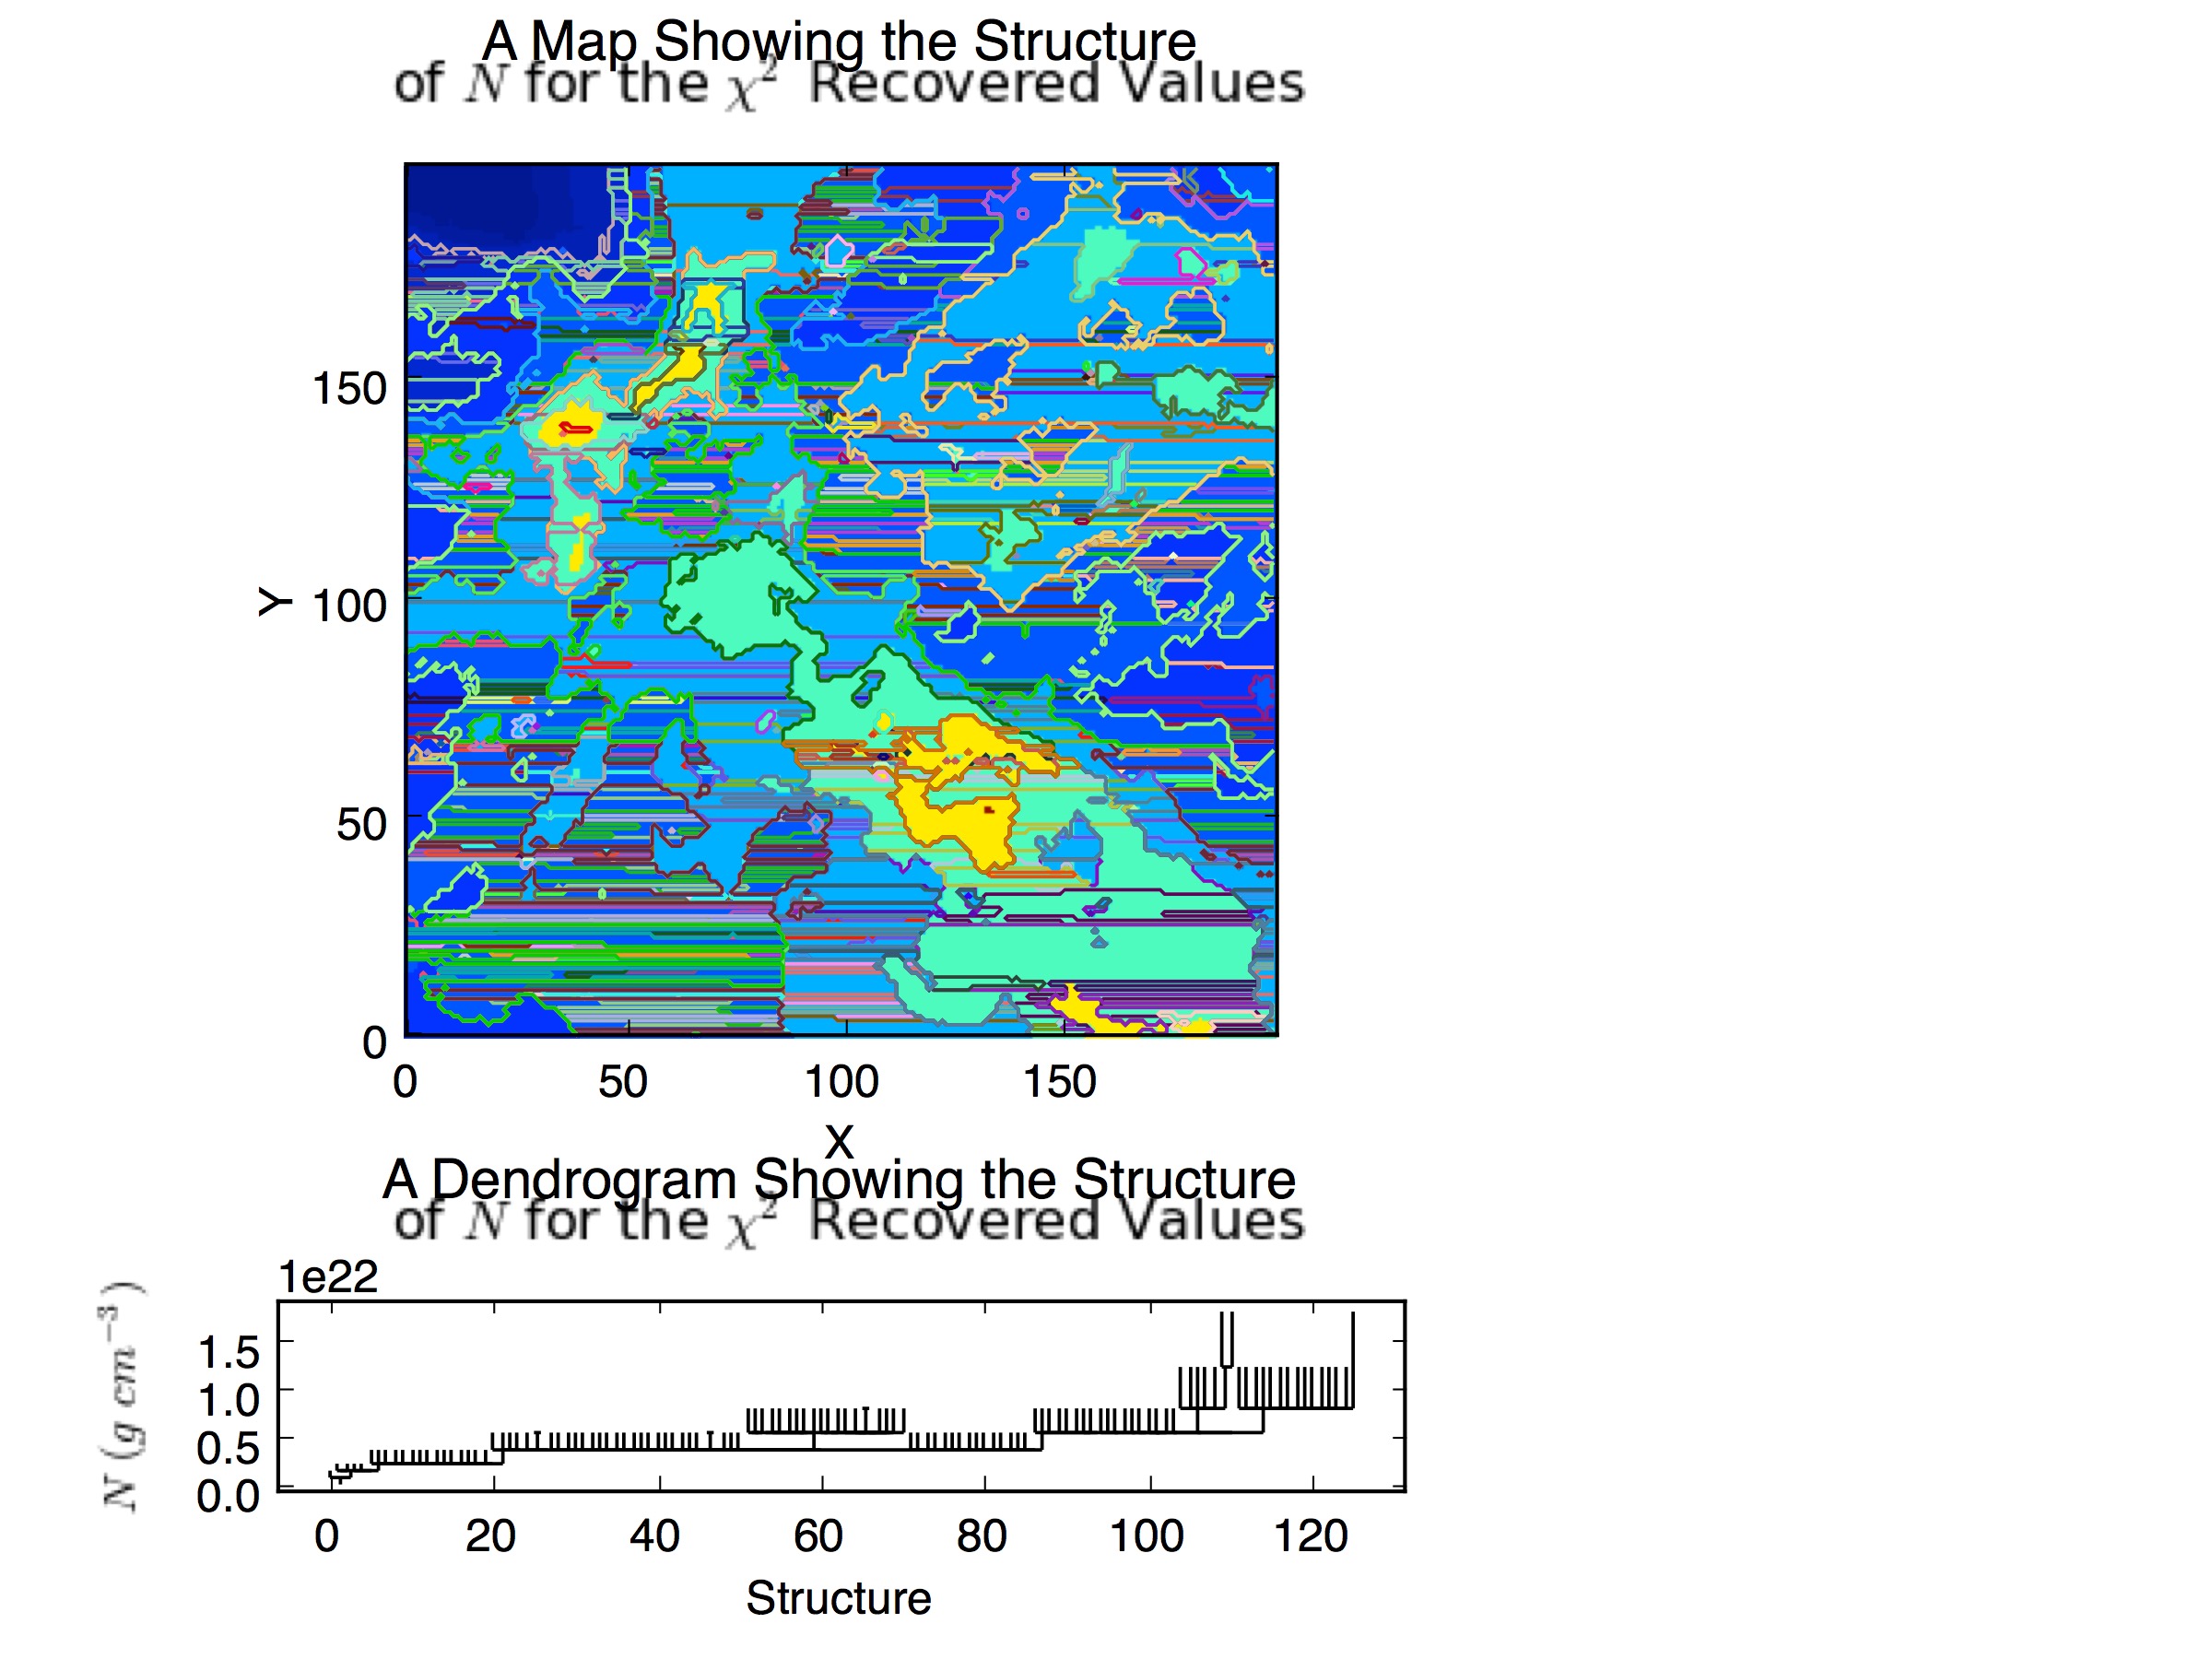 A Map Showing the Structure
of N for the χ² Recovered Values
150
100
50
0
Y
0 50 100 150
X
A Dendrogram Showing the Structure
of N for the χ² Recovered Values
1e22
1.5
1.0
0.5
0.0
N (g cm⁻³)
0 20 40 60 80 100 120
Structure